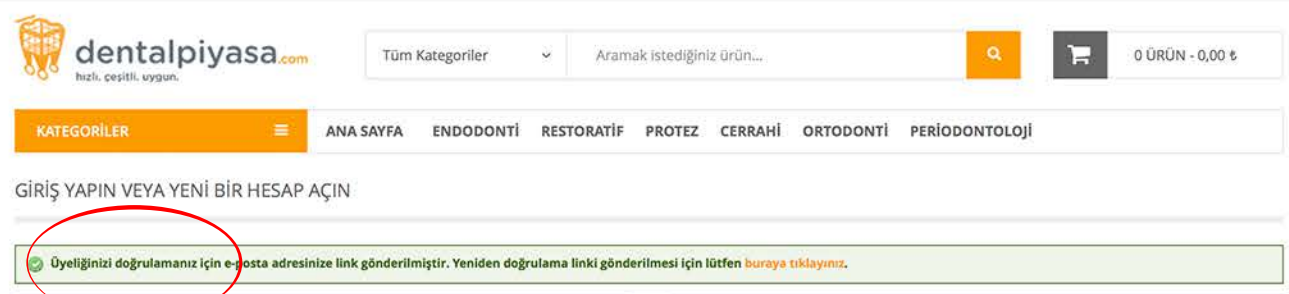 dentalpiyasa.com
hızlı. çeşitli. uygun.
Tüm Kategoriler
Aramak istediğiniz ürün...
0 ÜRÜN - 0,00 ₺
KATEGORİLER
ANA SAYFA ENDODONTİ RESTORATİF PROTEZ CERRAHİ ORTODONTİ PERİODONTOLOJİ
GİRİŞ YAPIN VEYA YENİ BİR HESAP AÇIN
Üyeliğinizi doğrulamanız için e-posta adresinize link gönderilmiştir. Yeniden doğrulama linki gönderilmesi için lütfen buraya tıklayınız.